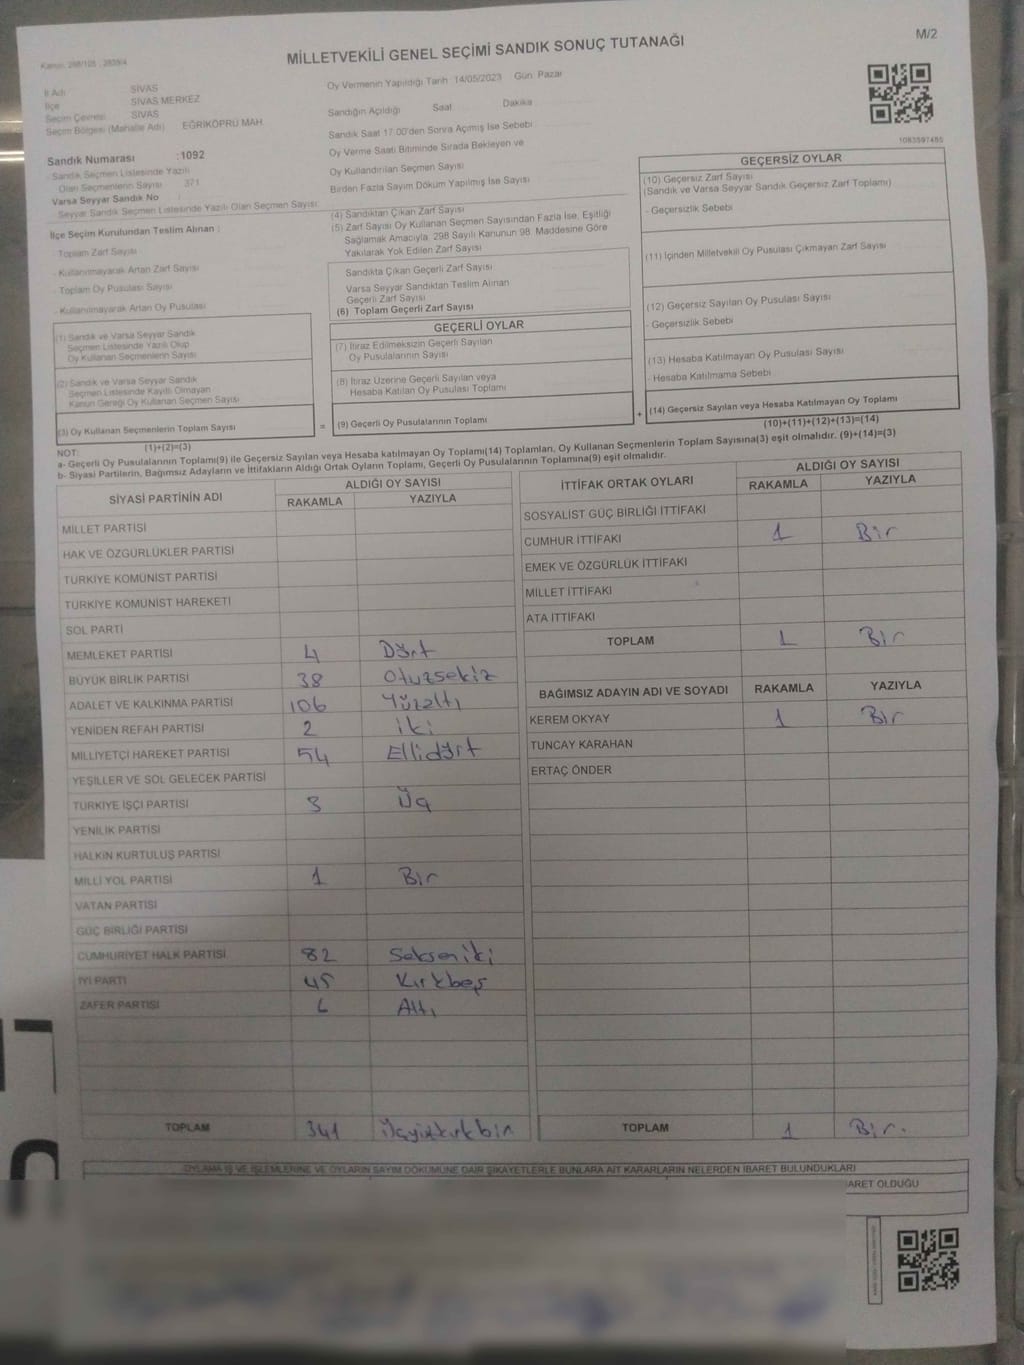 M/2
MİLLETVEKİLİ GENEL SEÇİMİ SANDIK SONUÇ TUTANAĞI
İl Adı SİVAS
İlçe SİVAS MERKEZ
Seçim Çevresi SİVAS
Seçim Bölgesi (Mahalle Adı) EĞRİKÖPRÜ MAH.
Sandık Numarası :1092
- Sandık Seçmen Listesinde Yazılı
Olan Seçmenlerin Sayısı 371
Varsa Seyyar Sandık No
- Seyyar Sandık Seçmen Listesinde Yazılı Olan Seçmen Sayısı:
İlçe Seçim Kurulundan Teslim Alınan :
- Toplam Zarf Sayısı
- Kullanılmayarak Artan Zarf Sayısı
- Toplam Oy Pusulası Sayısı
- Kullanılmayarak Artan Oy Pusulası
(1) Sandık ve Varsa Seyyar Sandık
Seçmen Listesinde Yazılı Olup
Oy Kullanan Seçmenlerin Sayısı
(2) Sandık ve Varsa Seyyar Sandık
Seçmen Listesinde Kayıtlı Olmayan
Kanun Gereği Oy Kullanan Seçmen Sayısı
(3) Oy Kullanan Seçmenlerin Toplam Sayısı
(1)+(2)=(3)
Oy Vermenin Yapıldığı Tarih :14/05/2023 Gün: Pazar
Sandığın Açıldığı Saat Dakika
Sandık Saat 17:00'den Sonra Açılmış İse Sebebi
Oy Verme Saati Bitiminde Sırada Bekleyen ve
Oy Kullandırılan Seçmen Sayısı
Birden Fazla Sayım Döküm Yapılmış İse Sayısı
(4) Sandıktan Çıkan Zarf Sayısı
(5) Zarf Sayısı Oy Kullanan Seçmen Sayısından Fazla İse, Eşitliği
Sağlamak Amacıyla, 298 Sayılı Kanunun 98. Maddesine Göre
Yakılarak Yok Edilen Zarf Sayısı
Sandıkta Çıkan Geçerli Zarf Sayısı
Varsa Seyyar Sandıktan Teslim Alınan
Geçerli Zarf Sayısı
(6) Toplam Geçerli Zarf Sayısı
GEÇERLİ OYLAR
(7) İtiraz Edilmeksizin Geçerli Sayılan
Oy Pusulalarının Sayısı
(8) İtiraz Üzerine Geçerli Sayılan veya
Hesaba Katılan Oy Pusulası Toplamı
= (9) Geçerli Oy Pusulalarının Toplamı +
1083597485
GEÇERSİZ OYLAR
(10) Geçersiz Zarf Sayısı
(Sandık ve Varsa Seyyar Sandık Geçersiz Zarf Toplamı)
- Geçersizlik Sebebi
(11) İçinden Milletvekili Oy Pusulası Çıkmayan Zarf Sayısı
(12) Geçersiz Sayılan Oy Pusulası Sayısı
- Geçersizlik Sebebi
(13) Hesaba Katılmayan Oy Pusulası Sayısı
- Hesaba Katılmama Sebebi
(14) Geçersiz Sayılan veya Hesaba Katılmayan Oy Toplamı
(10)+(11)+(12)+(13)=(14)
NOT:
a- Geçerli Oy Pusulalarının Toplamı(9) ile Geçersiz Sayılan veya Hesaba katılmayan Oy Toplamı(14) Toplamları, Oy Kullanan Seçmenlerin Toplam Sayısına(3) eşit olmalıdır. (9)+(14)=(3)
b- Siyasi Partilerin, Bağımsız Adayların ve İttifakların Aldığı Ortak Oyların Toplamı, Geçerli Oy Pusulalarının Toplamına(9) eşit olmalıdır.
SİYASİ PARTİNİN ADI ALDIĞI OY SAYISI
RAKAMLA YAZIYLA
MİLLET PARTİSİ
HAK VE ÖZGÜRLÜKLER PARTİSİ
TÜRKİYE KOMÜNİST PARTİSİ
TÜRKİYE KOMÜNİST HAREKETİ
SOL PARTİ
MEMLEKET PARTİSİ 4 Dört
BÜYÜK BİRLİK PARTİSİ 38 Otuzsekiz
ADALET VE KALKINMA PARTİSİ 106 Yüzaltı
YENİDEN REFAH PARTİSİ 2 iki
MİLLİYETÇİ HAREKET PARTİSİ 54 Ellidört
YEŞİLLER VE SOL GELECEK PARTİSİ
TÜRKİYE İŞÇİ PARTİSİ 3 Üç
YENİLİK PARTİSİ
HALKIN KURTULUŞ PARTİSİ
MİLLİ YOL PARTİSİ 1 Bir
VATAN PARTİSİ
GÜÇ BİRLİĞİ PARTİSİ
CUMHURİYET HALK PARTİSİ 82 Seksen iki
İYİ PARTİ 45 Kırkbeş
ZAFER PARTİSİ 6 Altı
TOPLAM 341 Üçyüzkırkbir
İTTİFAK ORTAK OYLARI ALDIĞI OY SAYISI
RAKAMLA YAZIYLA
SOSYALİST GÜÇ BİRLİĞİ İTTİFAKI
CUMHUR İTTİFAKI 1 Bir
EMEK VE ÖZGÜRLÜK İTTİFAKI
MİLLET İTTİFAKI
ATA İTTİFAKI
TOPLAM 1 Bir
BAĞIMSIZ ADAYIN ADI VE SOYADI RAKAMLA YAZIYLA
KEREM OKYAY 1 Bir
TUNCAY KARAHAN
ERTAÇ ÖNDER
TOPLAM 1 Bir.
OYLAMA İŞ VE İŞLEMLERİNE VE OYLARIN SAYIM DÖKÜMÜNE DAİR ŞİKAYETLERLE BUNLARA AİT KARARLARIN NELERDEN İBARET BULUNDUKLARI
OLDUĞU